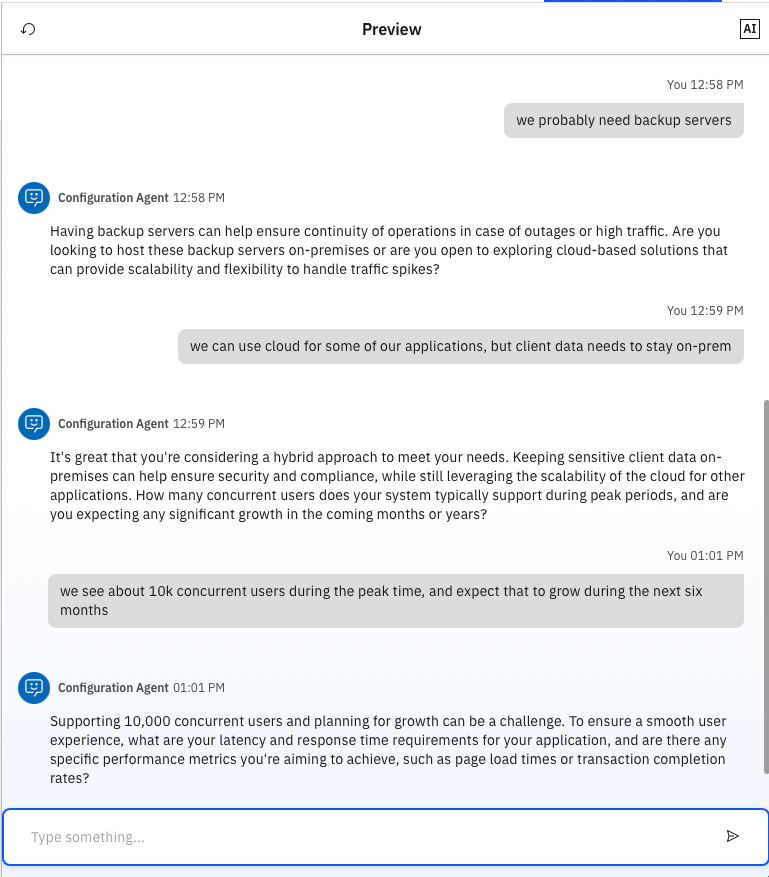 Preview
AI
You 12:58 PM
we probably need backup servers
Configuration Agent 12:58 PM
Having backup servers can help ensure continuity of operations in case of outages or high traffic. Are you
looking to host these backup servers on-premises or are you open to exploring cloud-based solutions that
can provide scalability and flexibility to handle traffic spikes?
You 12:59 PM
we can use cloud for some of our applications, but client data needs to stay on-prem
Configuration Agent 12:59 PM
It's great that you're considering a hybrid approach to meet your needs. Keeping sensitive client data on-
premises can help ensure security and compliance, while still leveraging the scalability of the cloud for other
applications. How many concurrent users does your system typically support during peak periods, and are
you expecting any significant growth in the coming months or years?
You 01:01 PM
we see about 10k concurrent users during the peak time, and expect that to grow during the next six
months
Configuration Agent 01:01 PM
Supporting 10,000 concurrent users and planning for growth can be a challenge. To ensure a smooth user
experience, what are your latency and response time requirements for your application, and are there any
specific performance metrics you're aiming to achieve, such as page load times or transaction completion
rates?
Type something...